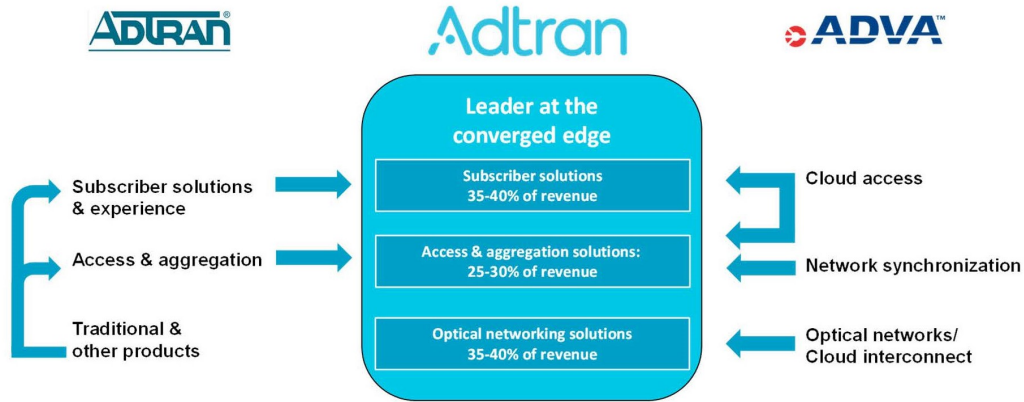 ADTRAN®
Adtran
ADVA™
Leader at the
converged edge
Subscriber solutions
& experience
Subscriber solutions
35-40% of revenue
Cloud access
Access & aggregation
Access & aggregation solutions:
25-30% of revenue
Network synchronization
Traditional &
other products
Optical networking solutions
35-40% of revenue
Optical networks/
Cloud interconnect